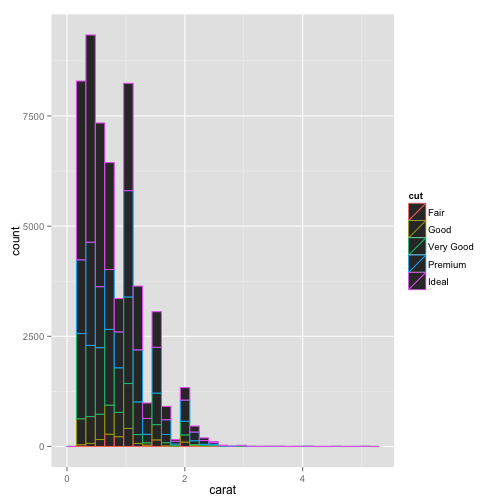 7500
5000
2500
0
count
0
2
4
carat
cut
Fair
Good
Very Good
Premium
Ideal